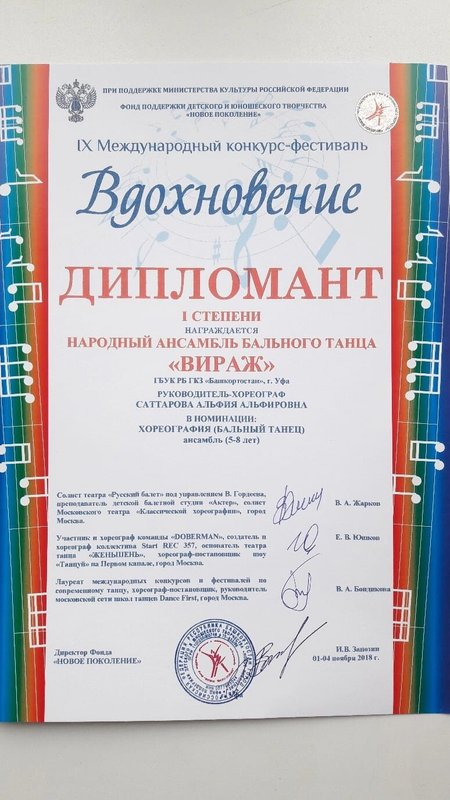 ПРИ ПОДДЕРЖКЕ МИНИСТЕРСТВА КУЛЬТУРЫ РОССИЙСКОЙ ФЕДЕРАЦИИ
ФОНД ПОДДЕРЖКИ ДЕТСКОГО И ЮНОШЕСКОГО ТВОРЧЕСТВА
«НОВОЕ ПОКОЛЕНИЕ»
IX Международный конкурс-фестиваль
Вдохновение
ДИПЛОМАНТ
I СТЕПЕНИ
НАГРАЖДАЕТСЯ
НАРОДНЫЙ АНСАМБЛЬ БАЛЬНОГО ТАНЦА
«ВИРАЖ»
ГБУК РБ ГКЗ «Башкортостан», г. Уфа
РУКОВОДИТЕЛЬ-ХОРЕОГРАФ
САТТАРОВА АЛЬФИЯ АЛЬФИРОВНА
В НОМИНАЦИИ:
ХОРЕОГРАФИЯ (БАЛЬНЫЙ ТАНЕЦ)
ансамбль (5-8 лет)
Солист театра «Русский балет» под управлением В. Гордеева,
преподаватель детской балетной студии «Актер», солист
Московского театра «Классической хореографии», город
Москва.
В. А. Жарков
Участник и хореограф команды «DOBERMAN», создатель и
хореограф коллектива Start REC 357, основатель театра
танца «ЖЕНЬШЕНЬ», хореограф-постановщик шоу
«Танцуй» на Первом канале, город Москва.
Е. В. Юшков
Лауреат международных конкурсов и фестивалей по
современному танцу, хореограф-постановщик, руководитель
московской сети школ танцев Dance First, город Москва.
В. А. Бондикова
Директор Фонда
«НОВОЕ ПОКОЛЕНИЕ»
И.В. Запозин
01-04 ноября 2018 г.